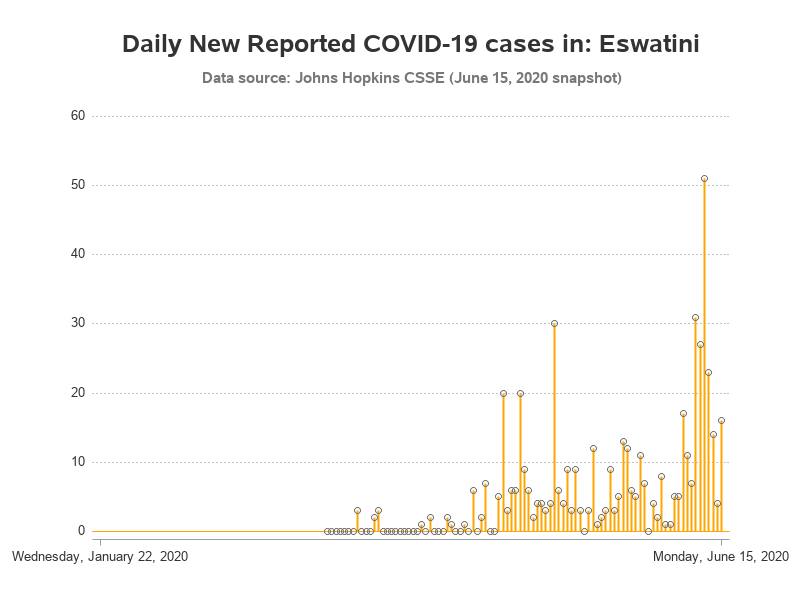 Daily New Reported COVID-19 cases in: Eswatini
Data source: Johns Hopkins CSSE (June 15, 2020 snapshot)
60
50
40
30
20
10
0
Wednesday, January 22, 2020
Monday, June 15, 2020